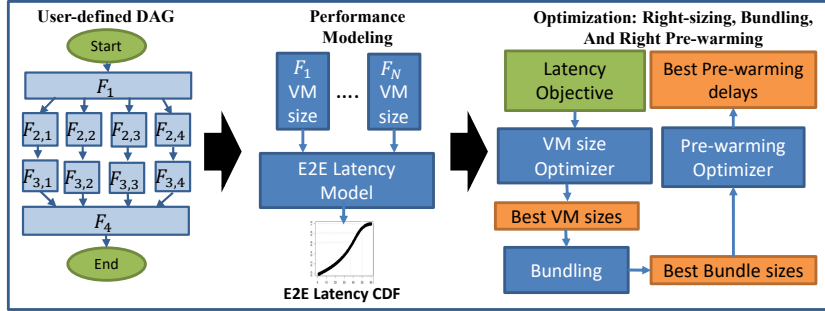 User-defined DAG
Start
F1
F2,1 F2,2 F2,3 F2,4
F3,1 F3,2 F3,3 F3,4
F4
End
Performance
Modeling
F1
VM
size
....
FN
VM
size
E2E Latency
Model
E2E Latency CDF
Optimization: Right-sizing, Bundling,
And Right Pre-warming
Latency
Objective
VM size
Optimizer
Best VM sizes
Bundling
Best Bundle sizes
Pre-warming
Optimizer
Best Pre-warming
delays